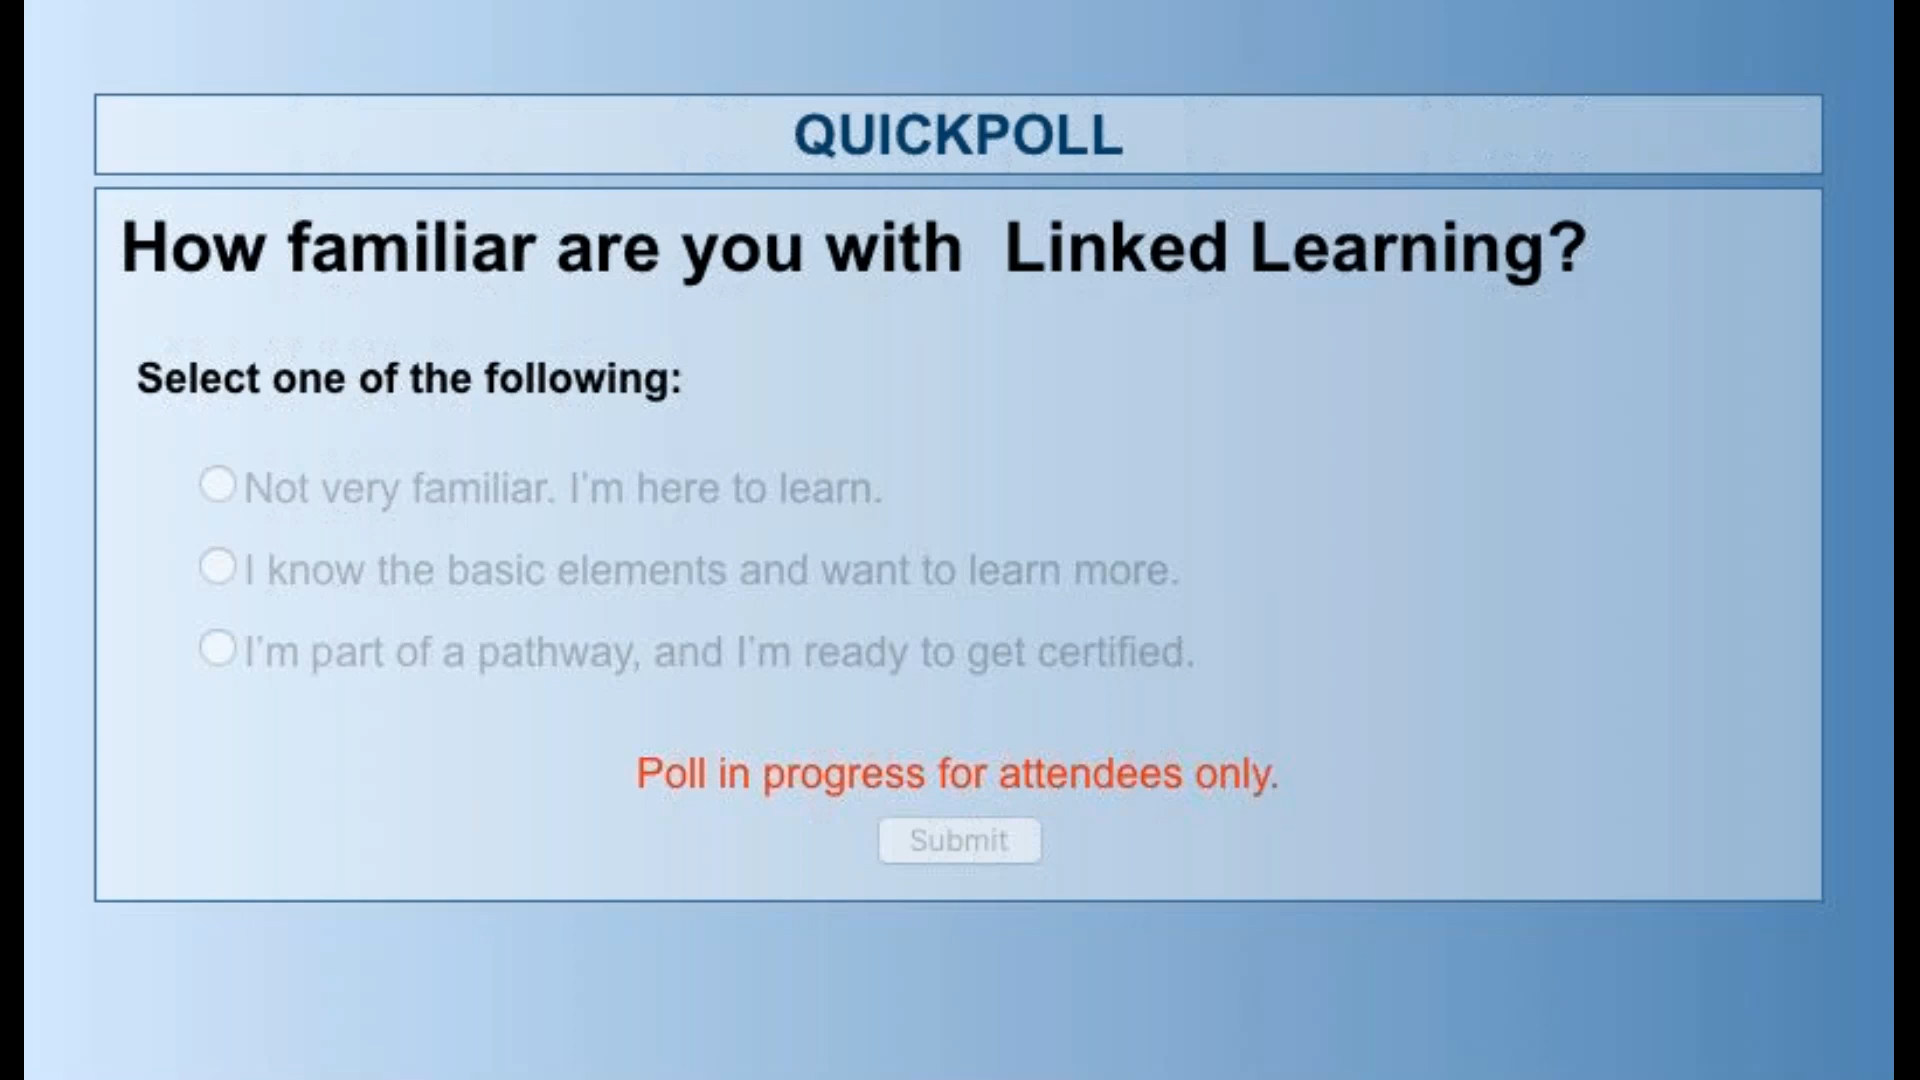 QUICKPOLL
How familiar are you with  Linked Learning?
Select one of the following:
Not very familiar. I'm here to learn.
I know the basic elements and want to learn more.
I'm part of a pathway, and I'm ready to get certified.
Poll in progress for attendees only.
Submit